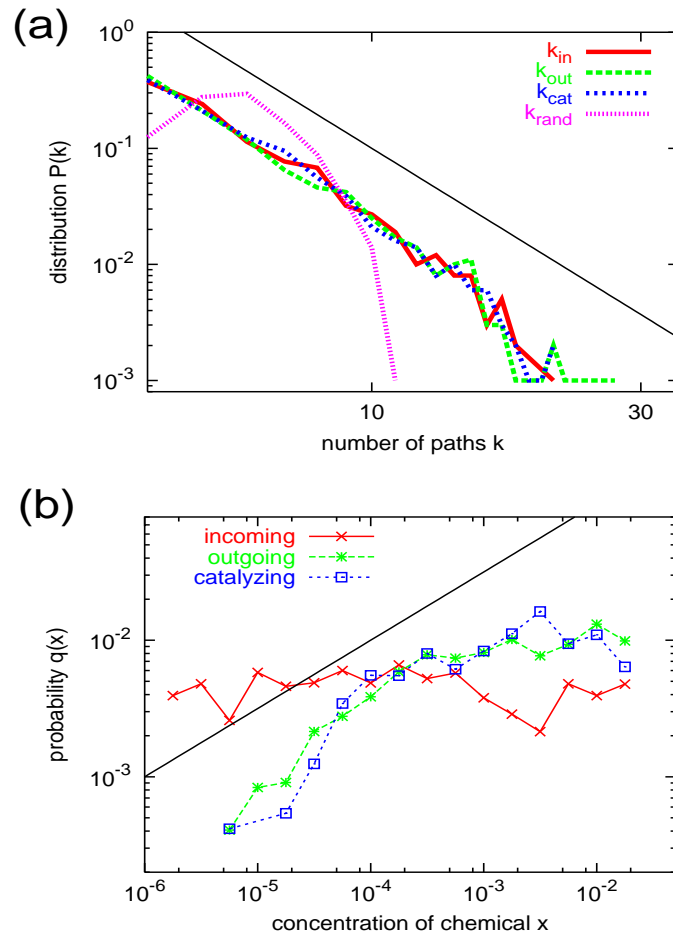 (a)
10^0
10^-1
10^-2
10^-3
distribution P(k)
k_in
k_out
k_cat
k_rand
10
30
number of paths k
(b)
incoming
outgoing
catalyzing
10^-2
10^-3
probability q(x)
10^-6
10^-5
10^-4
10^-3
10^-2
concentration of chemical x